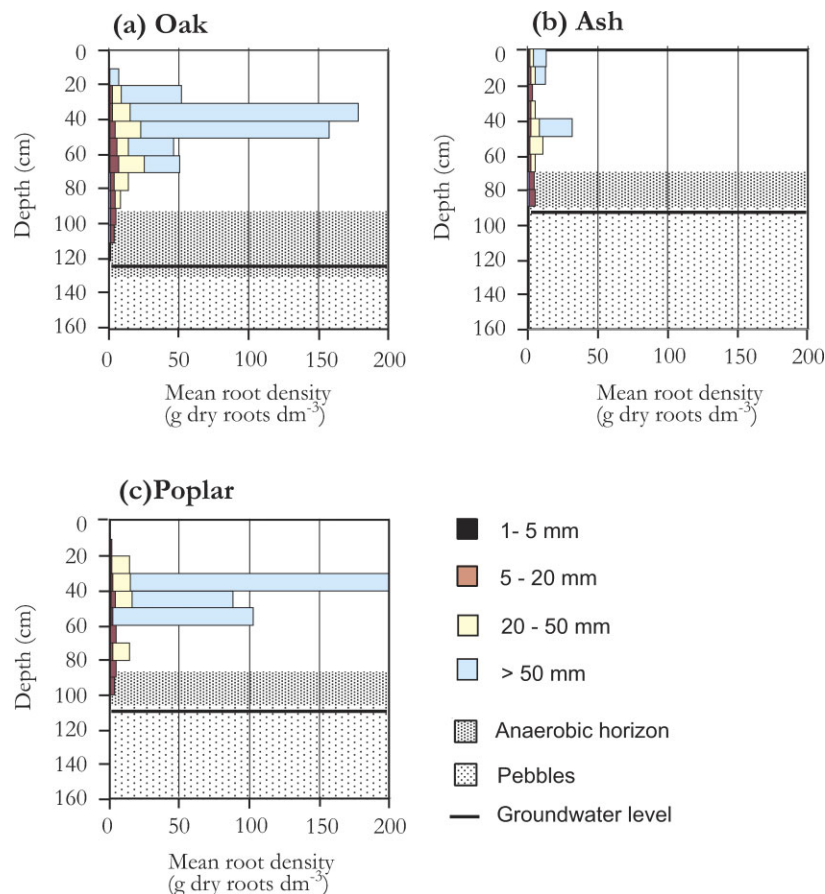 (a) Oak
0
20
40
60
80
100
120
140
160
Depth (cm)
0 50 100 150 200
Mean root density
(g dry roots dm-3)
(b) Ash
0
20
40
60
80
100
120
140
160
Depth (cm)
0 50 100 150 200
Mean root density
(g dry roots dm-3)
(c)Poplar
0
20
40
60
80
100
120
140
160
Depth (cm)
0 50 100 150 200
Mean root density
(g dry roots dm-3)
1- 5 mm
5 - 20 mm
20 - 50 mm
> 50 mm
Anaerobic horizon
Pebbles
Groundwater level